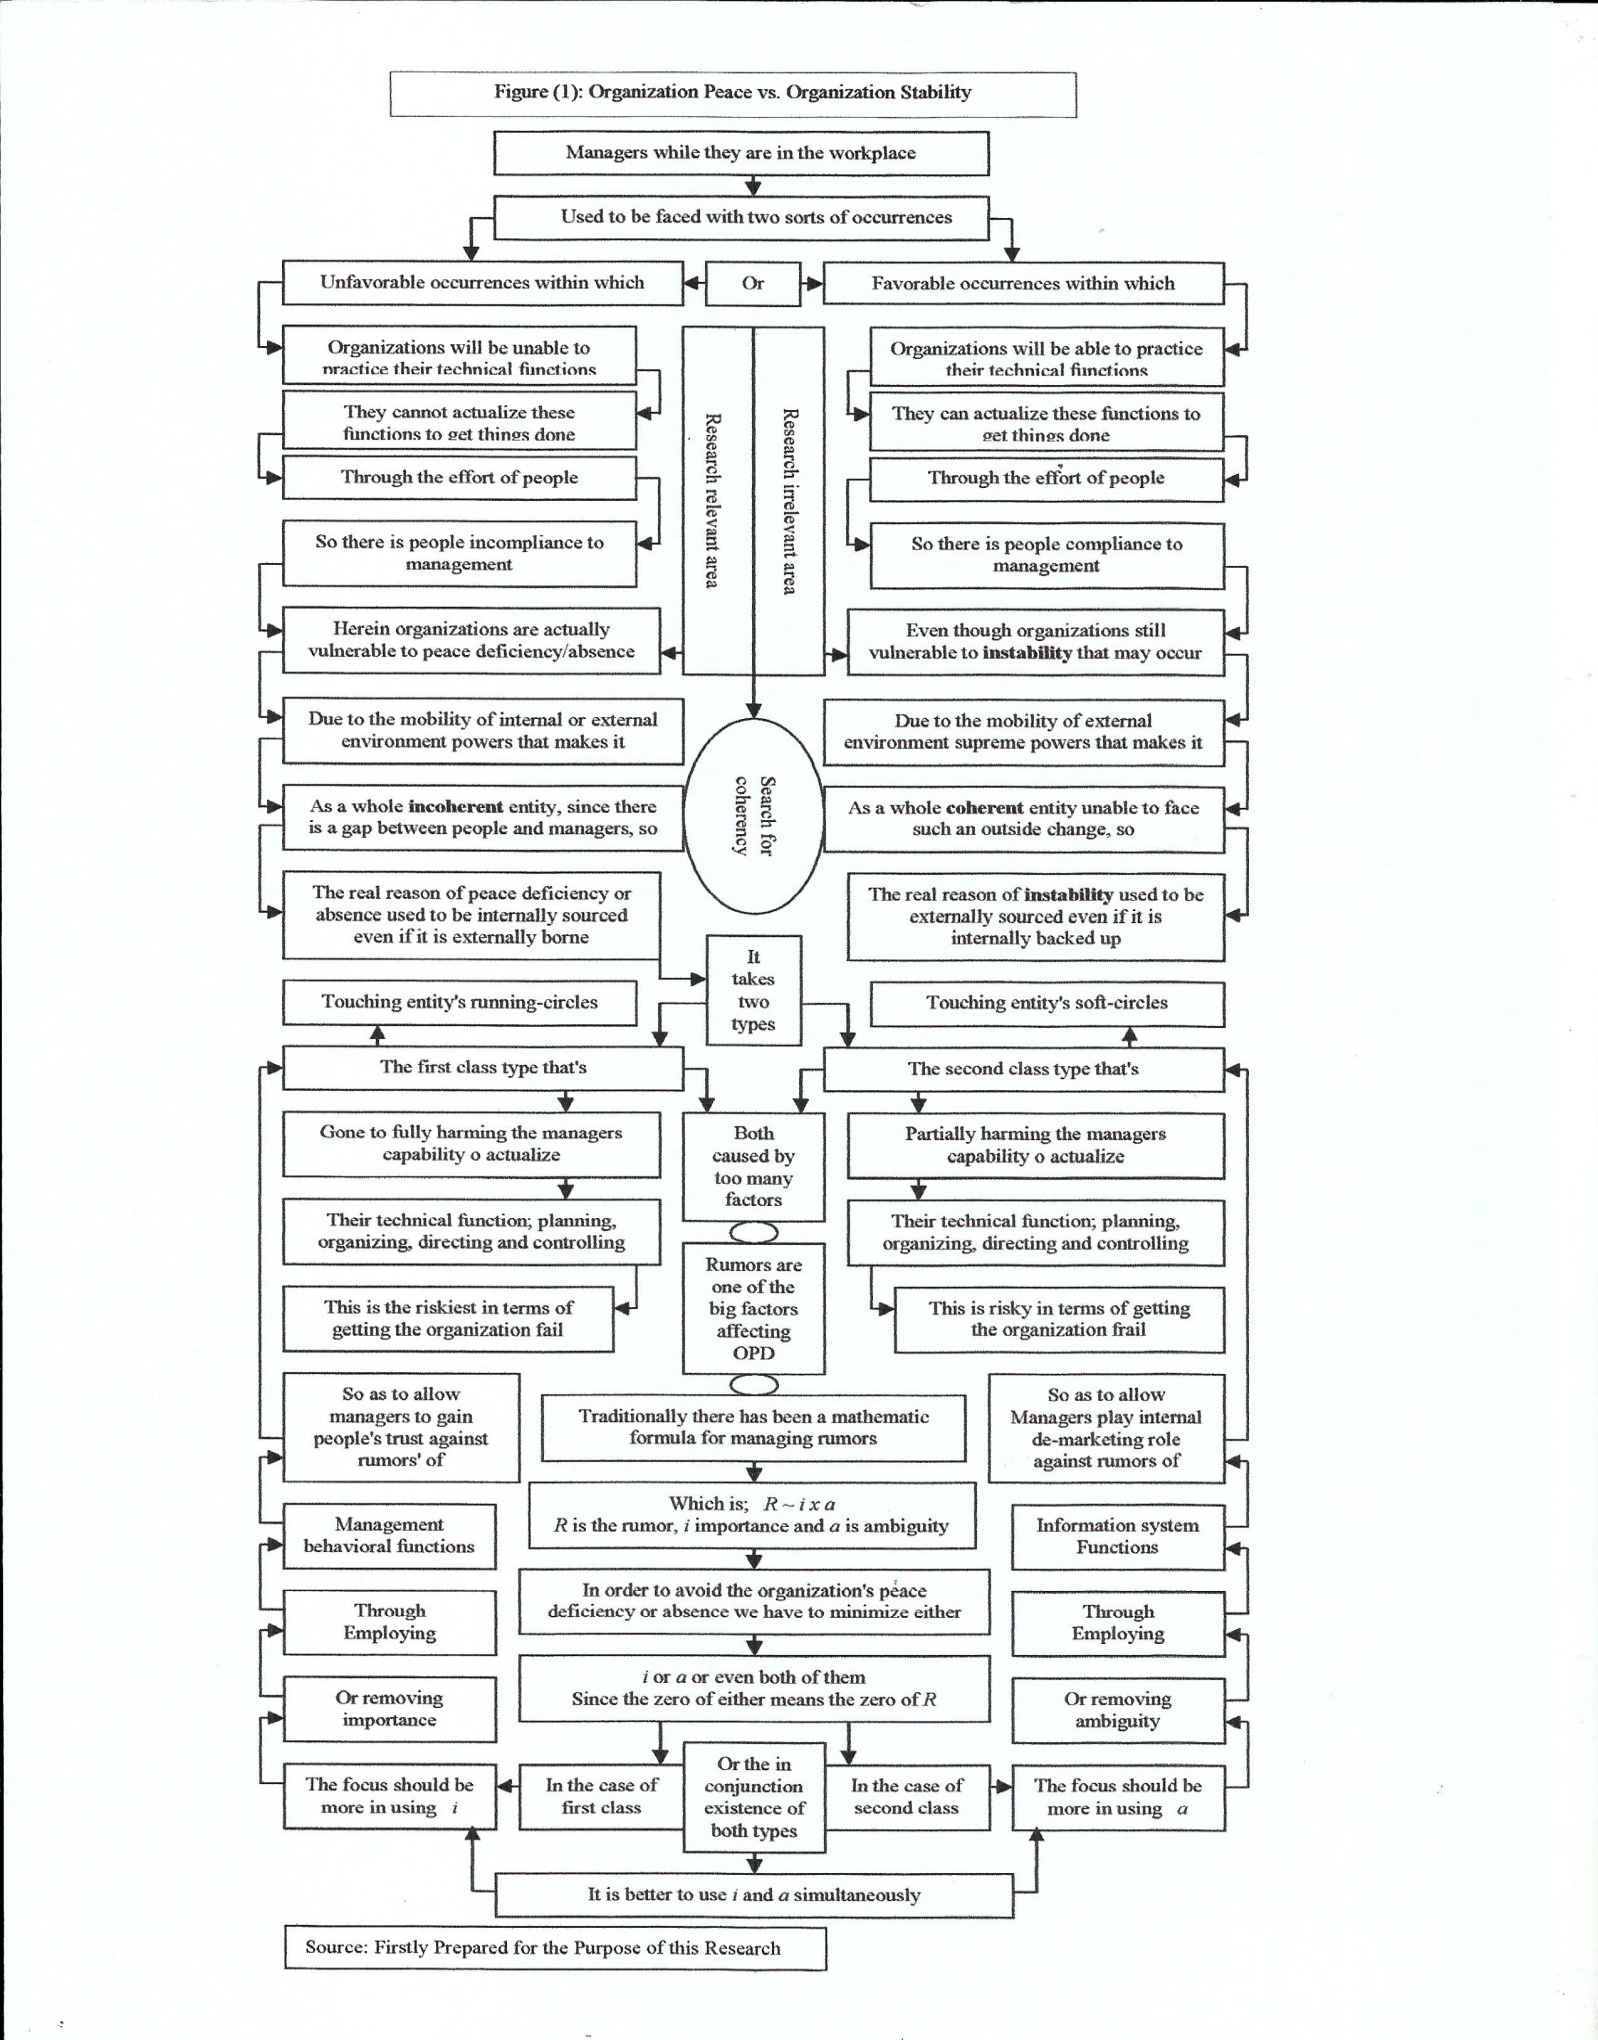 Figure (1): Organization Peace vs. Organization Stability
Managers while they are in the workplace
Used to be faced with two sorts of occurrences
Unfavorable occurrences within which
Or
Favorable occurrences within which
Organizations will be unable to
practice their technical functions
They cannot actualize these
functions to get things done
Through the effort of people
So there is people incompliance to
management
Herein organizations are actually
vulnerable to peace deficiency/absence
Due to the mobility of internal or external
environment powers that makes it
As a whole incoherent entity, since there
is a gap between people and managers, so
The real reason of peace deficiency or
absence used to be internally sourced
even if it is externally borne
Research relevant area
Research irrelevant area
Search for
coherency
Organizations will be able to practice
their technical functions
They can actualize these functions to
get things done
Through the effort of people
So there is people compliance to
management
Even though organizations still
vulnerable to instability that may occur
Due to the mobility of external
environment supreme powers that makes it
As a whole coherent entity unable to face
such an outside change, so
The real reason of instability used to be
externally sourced even if it is
internally backed up
It
takes
two
types
Touching entity's running-circles
Touching entity's soft-circles
The first class type that's
The second class type that's
Gone to fully harming the managers
capability o actualize
Their technical function; planning,
organizing, directing and controlling
This is the riskiest in terms of
getting the organization fail
Both
caused by
too many
factors
Rumors are
one of the
big factors
affecting
OPD
Partially harming the managers
capability o actualize
Their technical function; planning,
organizing, directing and controlling
This is risky in terms of getting
the organization frail
So as to allow
managers to gain
people's trust against
rumors' of
Management
behavioral functions
Through
Employing
Or removing
importance
The focus should be
more in using i
Traditionally there has been a mathematic
formula for managing rumors
Which is; R ~ i x a
R is the rumor, i importance and a is ambiguity
In order to avoid the organization's peace
deficiency or absence we have to minimize either
i or a or even both of them
Since the zero of either means the zero of R
In the case of
first class
Or the in
conjunction
existence of
both types
In the case of
second class
So as to allow
Managers play internal
de-marketing role
against rumors of
Information system
Functions
Through
Employing
Or removing
ambiguity
The focus should be
more in using a
It is better to use i and a simultaneously
Source: Firstly Prepared for the Purpose of this Research